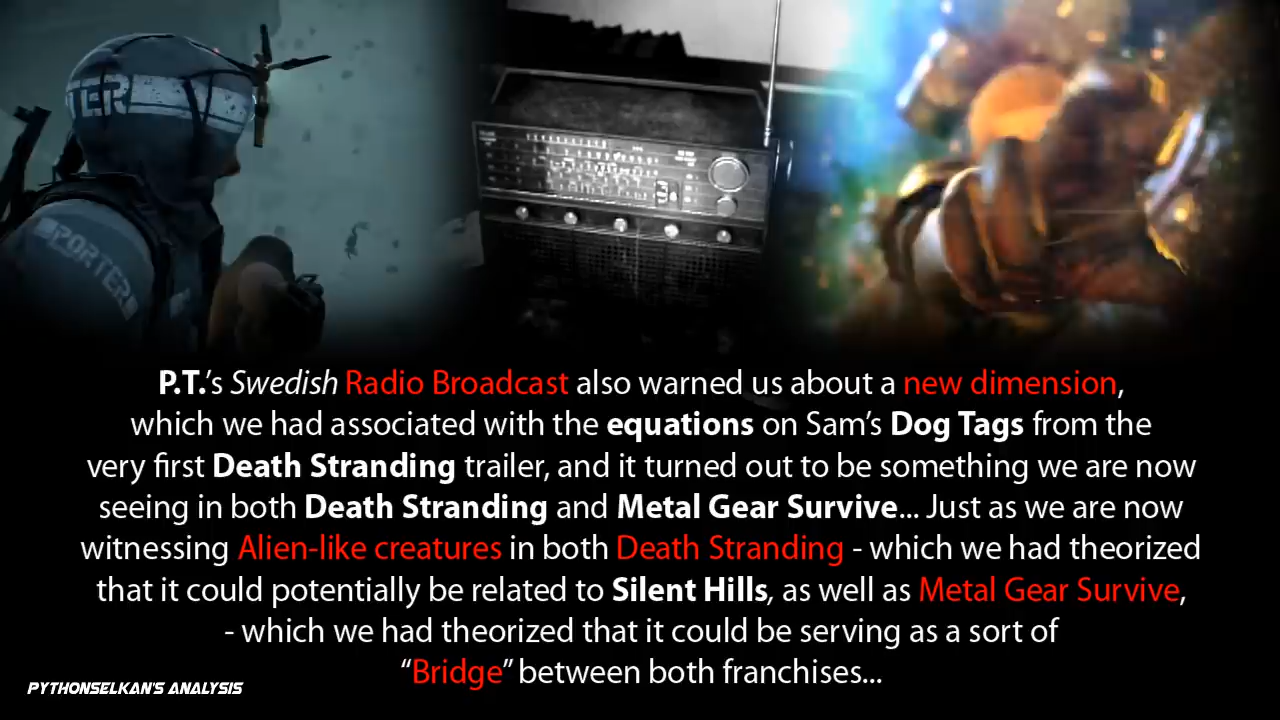 TER
PORTER
P.T.'s Swedish Radio Broadcast also warned us about a new dimension,
which we had associated with the equations on Sam's Dog Tags from the
very first Death Stranding trailer, and it turned out to be something we are now
seeing in both Death Stranding and Metal Gear Survive... Just as we are now
witnessing Alien-like creatures in both Death Stranding - which we had theorized
that it could potentially be related to Silent Hills, as well as Metal Gear Survive,
- which we had theorized that it could be serving as a sort of
“Bridge” between both franchises...
PYTHONSELKAN'S ANALYSIS